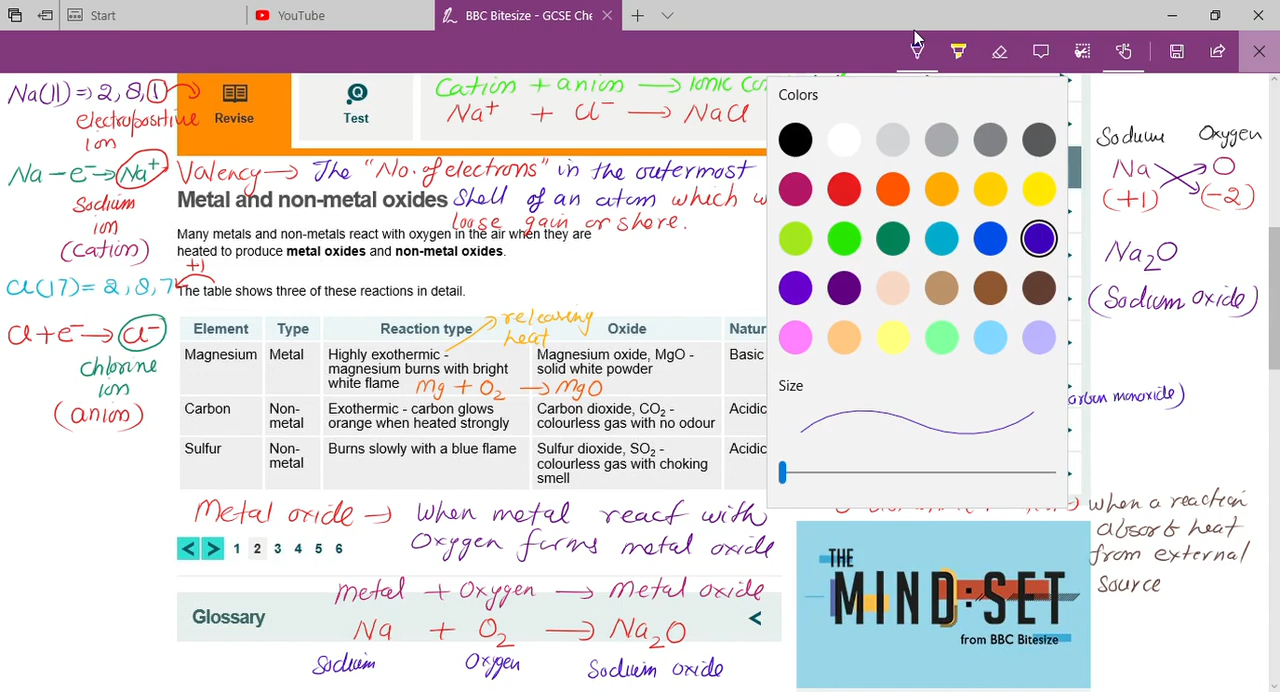 Start
YouTube
BBC Bitesize - GCSE Che
Revise
Test
Cation + anion → Ionic Co
Na⁺ + Cl⁻ → NaCl
Na(11) = 2, 8, 1
electropositive
ion
Na - e⁻ → Na⁺
Sodium
ion
(cation)
Cl(17) = 2, 8, 7
+1
Cl + e⁻ → Cl⁻
chlorine
ion
(anion)
Valency → The "No. of electrons" in the outermost
Shell of an atom which w
loose gain or share.
Metal and non-metal oxides
Many metals and non-metals react with oxygen in the air when they are
heated to produce metal oxides and non-metal oxides.
The table shows three of these reactions in detail.
releasing
heat
Element Type Reaction type Oxide Natur
Magnesium Metal Highly exothermic - magnesium burns with bright white flame Magnesium oxide, MgO - solid white powder Basic
Mg + O₂ → MgO
Carbon Non-metal Exothermic - carbon glows orange when heated strongly Carbon dioxide, CO₂ - colourless gas with no odour Acidic
Sulfur Non-metal Burns slowly with a blue flame Sulfur dioxide, SO₂ - colourless gas with choking smell Acidic
Metal oxide → When metal react with
Oxygen forms metal oxide
< > 1 2 3 4 5 6
metal + Oxygen → Metal oxide
Glossary <
Na + O₂ → Na₂O
Sodium Oxygen Sodium oxide
Colors
Size
Sodium Oxygen
Na O
(+1) (-2)
Na₂O
(Sodium oxide)
arbon monoxide)
when a reaction
absorb heat
from external
source
THE
MIND:SET
from BBC Bitesize